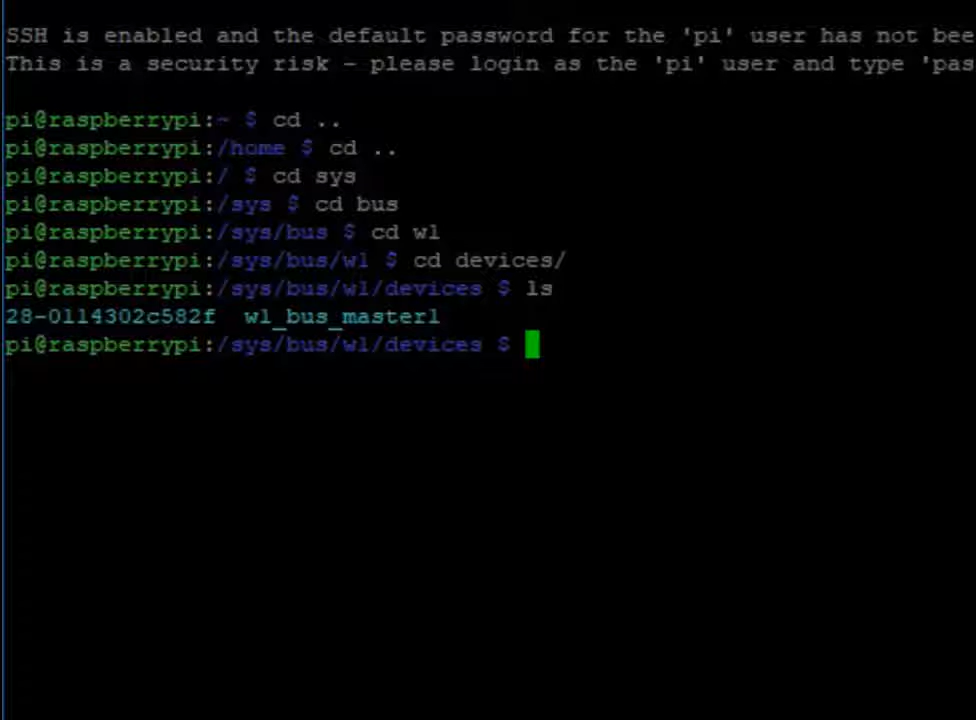 SSH is enabled and the default password for the 'pi' user has not bee
This is a security risk - please login as the 'pi' user and type 'pas
pi@raspberrypi:~ $ cd ..
pi@raspberrypi:/home $ cd ..
pi@raspberrypi:/ $ cd sys
pi@raspberrypi:/sys $ cd bus
pi@raspberrypi:/sys/bus $ cd w1
pi@raspberrypi:/sys/bus/w1 $ cd devices/
pi@raspberrypi:/sys/bus/w1/devices $ ls
28-0114302c582f  w1_bus_master1
pi@raspberrypi:/sys/bus/w1/devices $